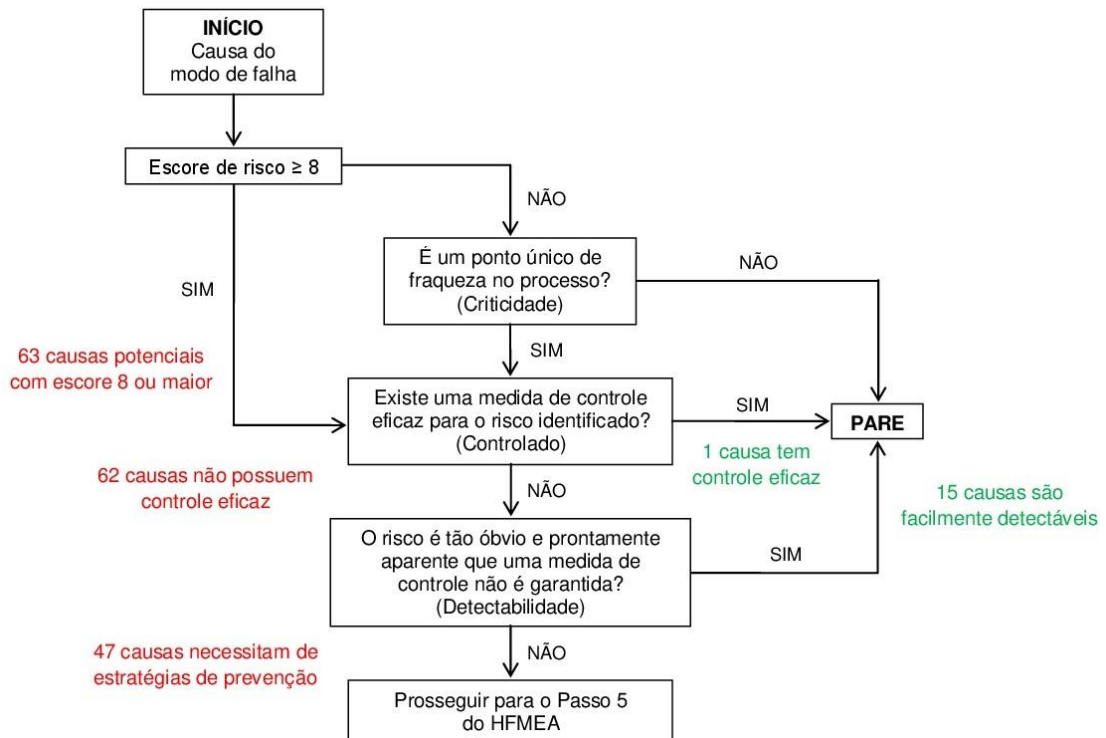 INÍCIO
Causa do
modo de falha
Escore de risco ≥ 8
NÃO
É um ponto único de
fraqueza no processo?
(Criticidade)
NÃO
SIM
SIM
63 causas potenciais
com escore 8 ou maior
Existe uma medida de controle
eficaz para o risco identificado?
(Controlado)
SIM
PARE
1 causa tem
controle eficaz
62 causas não possuem
controle eficaz
NÃO
15 causas são
facilmente detectáveis
O risco é tão óbvio e prontamente
aparente que uma medida de
controle não é garantida?
(Detectabilidade)
SIM
47 causas necessitam de
estratégias de prevenção
NÃO
Prosseguir para o Passo 5
do HFMEA